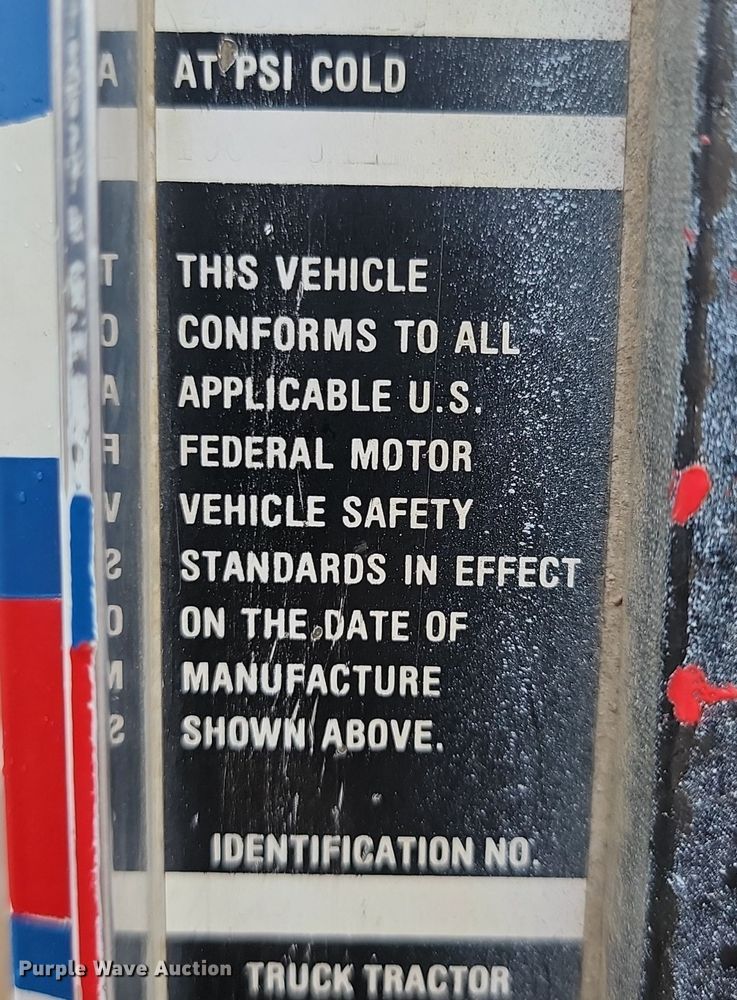 AT PSI COLD
THIS VEHICLE
CONFORMS TO ALL
APPLICABLE U.S.
FEDERAL MOTOR
VEHICLE SAFETY
STANDARDS IN EFFECT
ON THE DATE OF
MANUFACTURE
SHOWN ABOVE.
IDENTIFICATION NO.
TRUCK TRACTOR
Purple Wave Auction